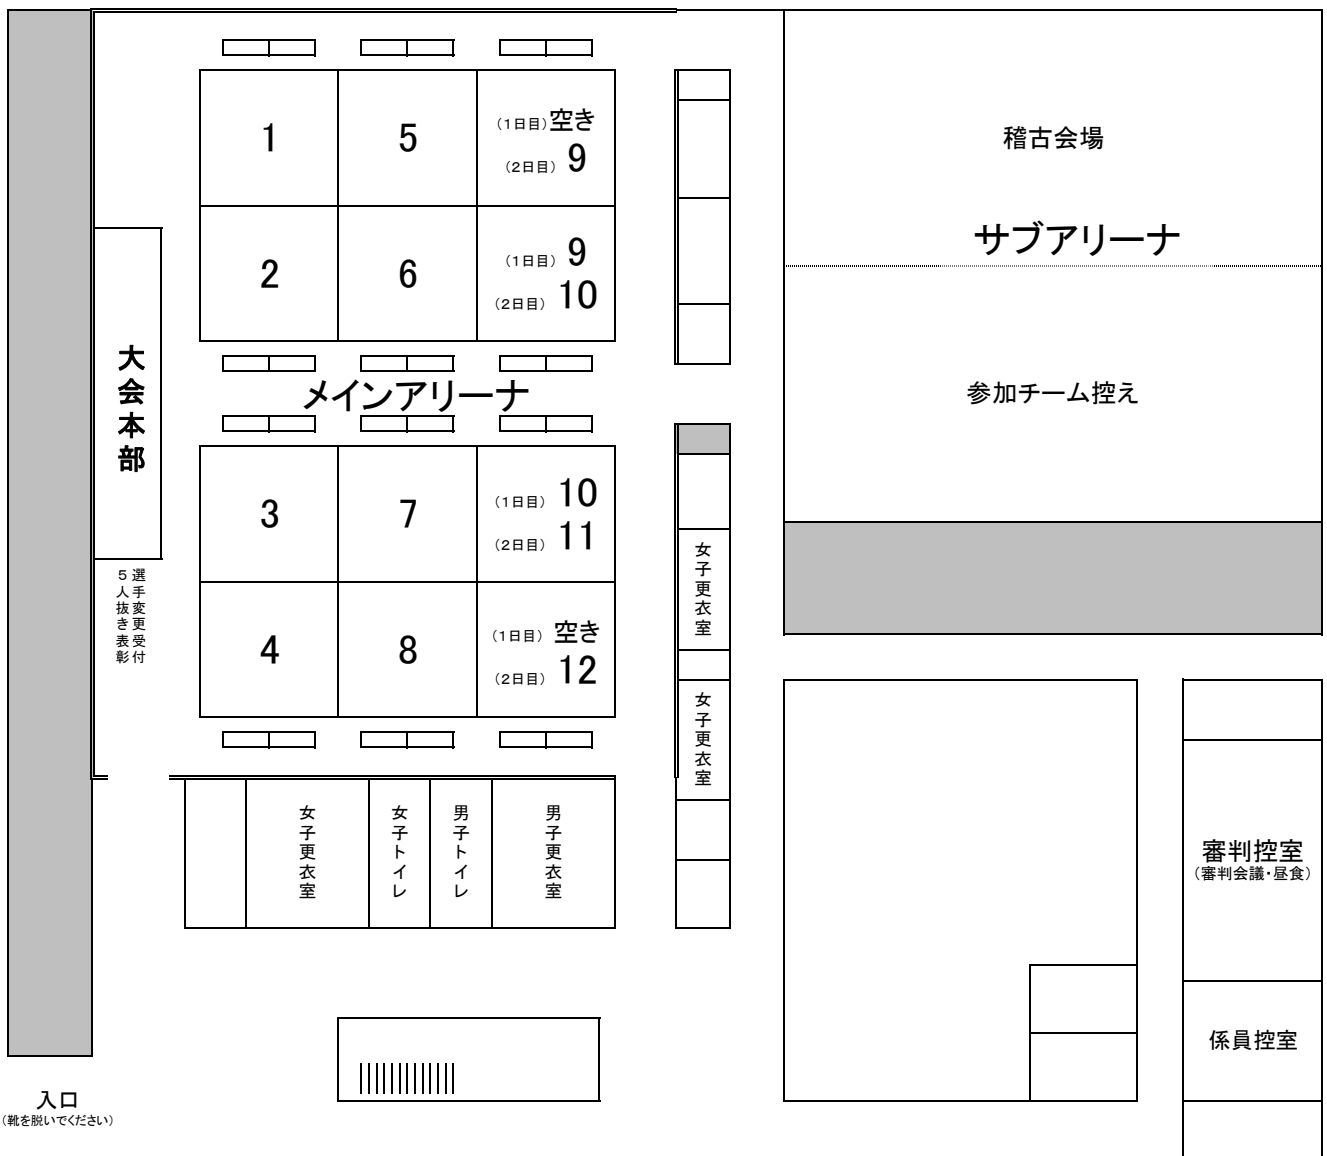 1
5
(1日目)空き
(2日目) 9
稽古会場
サブアリーナ
2
6
(1日目) 9
(2日目) 10
大会本部
メインアリーナ
参加チーム控え
3
7
(1日目) 10
(2日目) 11
選手変更受付
5人抜き表彰
4
8
(1日目) 空き
(2日目) 12
女子更衣室
女子更衣室
女子更衣室
女子トイレ
男子トイレ
男子更衣室
審判控室
(審判会議・昼食)
係員控室
入口
(靴を脱いでください)